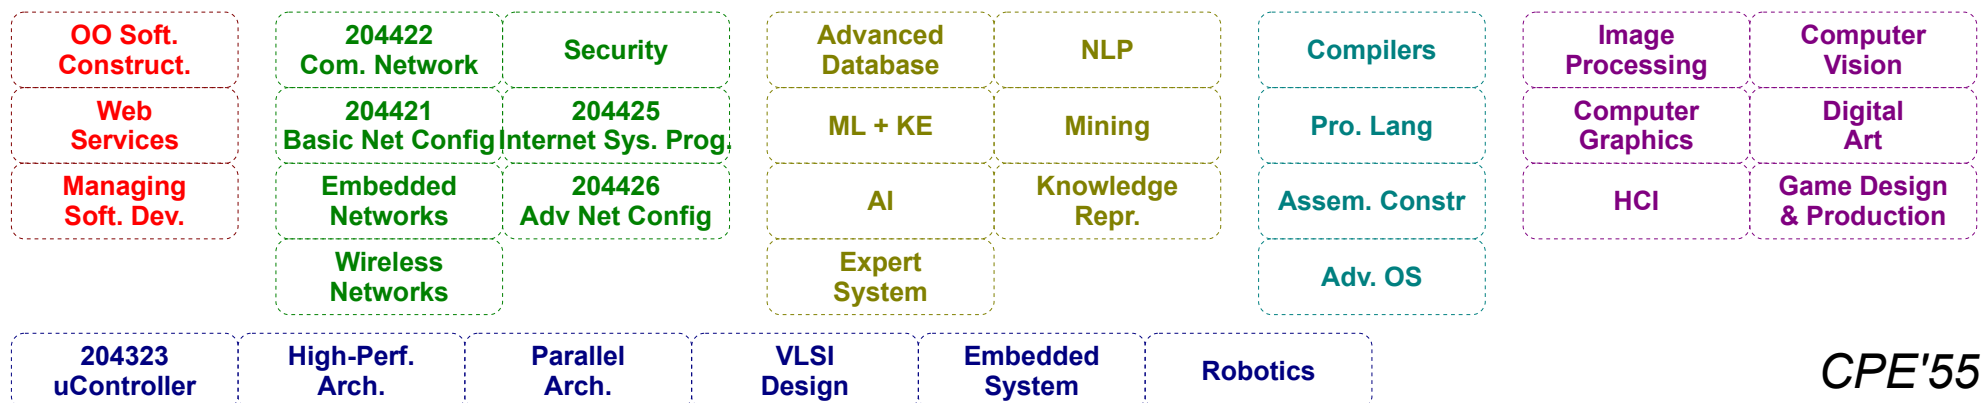 OO Soft.
Construct.
204422
Com. Network
Security
Advanced
Database
NLP
Compilers
Image
Processing
Computer
Vision
Web
Services
204421
Basic Net Config
204425
Internet Sys. Prog.
ML + KE
Mining
Pro. Lang
Computer
Graphics
Digital
Art
Managing
Soft. Dev.
Embedded
Networks
204426
Adv Net Config
AI
Knowledge
Repr.
Assem. Constr
HCI
Game Design
& Production
Wireless
Networks
Expert
System
Adv. OS
204323
uController
High-Perf.
Arch.
Parallel
Arch.
VLSI
Design
Embedded
System
Robotics
CPE'55